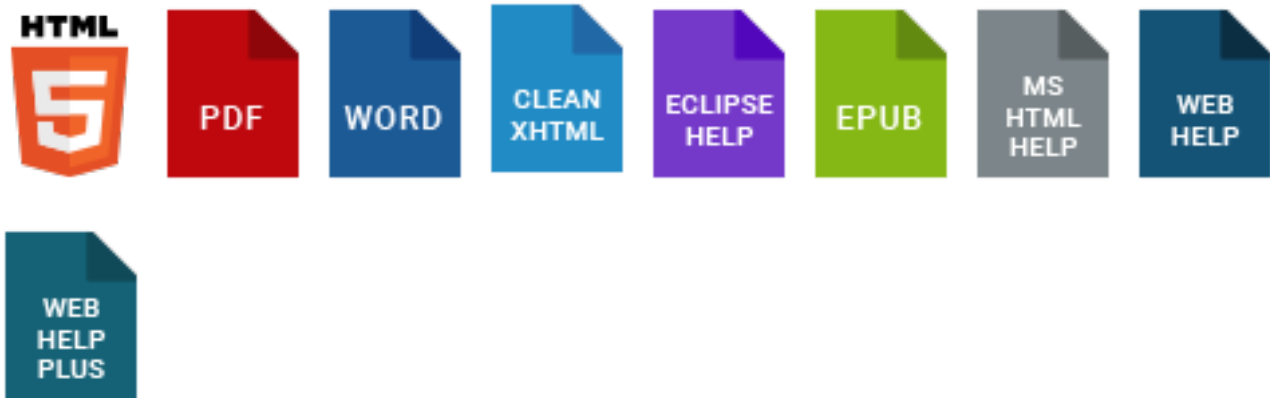 HTML
5
PDF
WORD
CLEAN
XHTML
ECLIPSE
HELP
EPUB
MS
HTML
HELP
WEB
HELP
WEB
HELP
PLUS